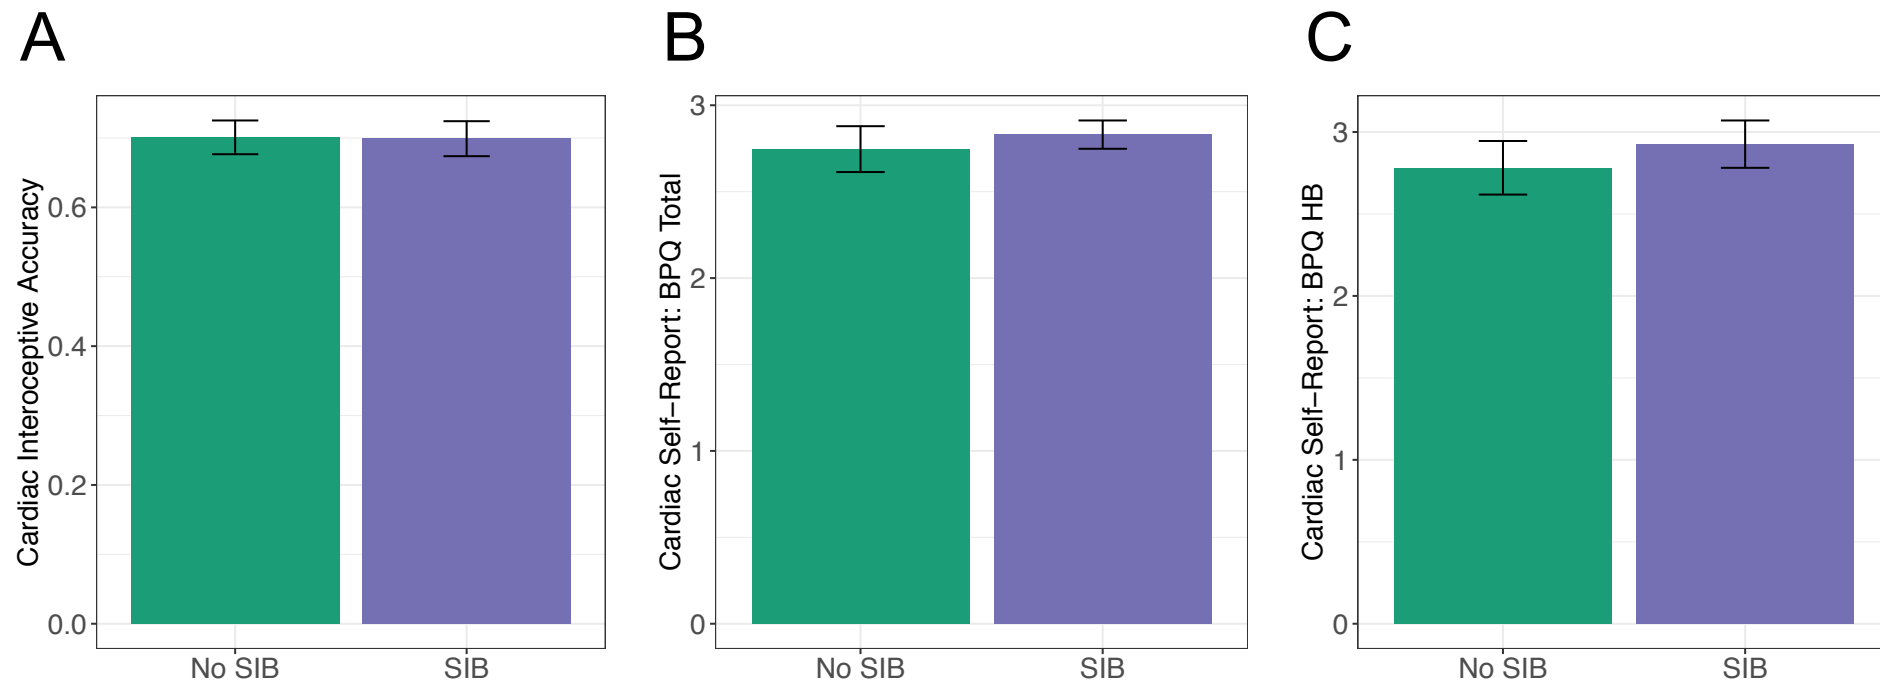 A
B
C
Cardiac Interoceptive Accuracy
0.6
0.4
0.2
0.0
No SIB
SIB
Cardiac Self−Report: BPQ Total
3
2
1
0
No SIB
SIB
Cardiac Self−Report: BPQ HB
3
2
1
0
No SIB
SIB